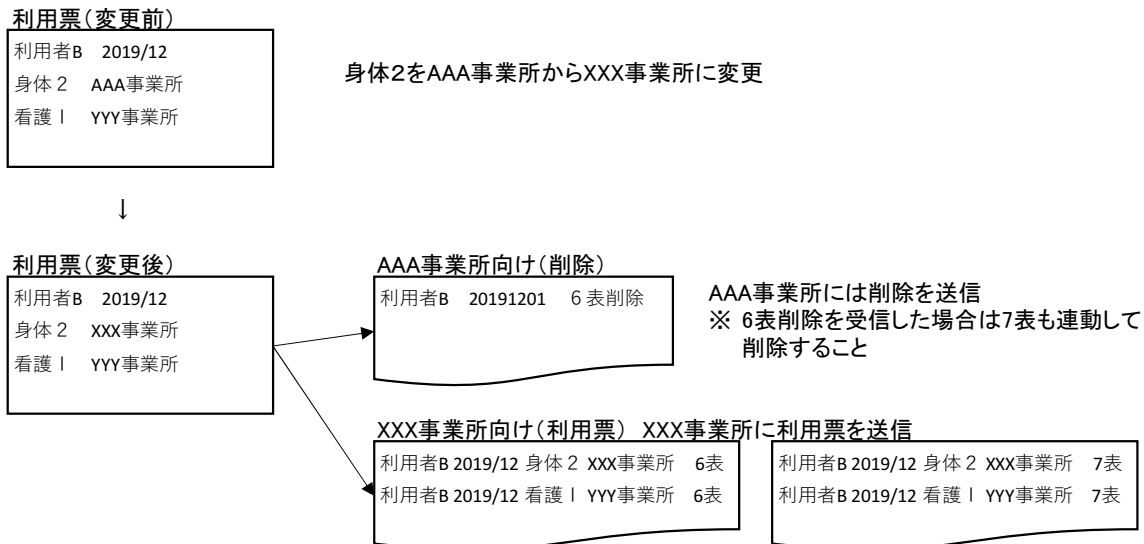 利用票（変更前）
利用者B　2019/12
身体２　AAA事業所
看護Ⅰ　YYY事業所
身体2をAAA事業所からXXX事業所に変更
↓
利用票（変更後）
利用者B　2019/12
身体２　XXX事業所
看護Ⅰ　YYY事業所
AAA事業所向け（削除）
利用者B　20191201　６表削除
AAA事業所には削除を送信
※ 6表削除を受信した場合は7表も連動して
削除すること
XXX事業所向け（利用票） XXX事業所に利用票を送信
利用者B 2019/12 身体２ XXX事業所　6表
利用者B 2019/12 看護Ⅰ YYY事業所　6表
利用者B 2019/12 身体２ XXX事業所　7表
利用者B 2019/12 看護Ⅰ YYY事業所　7表